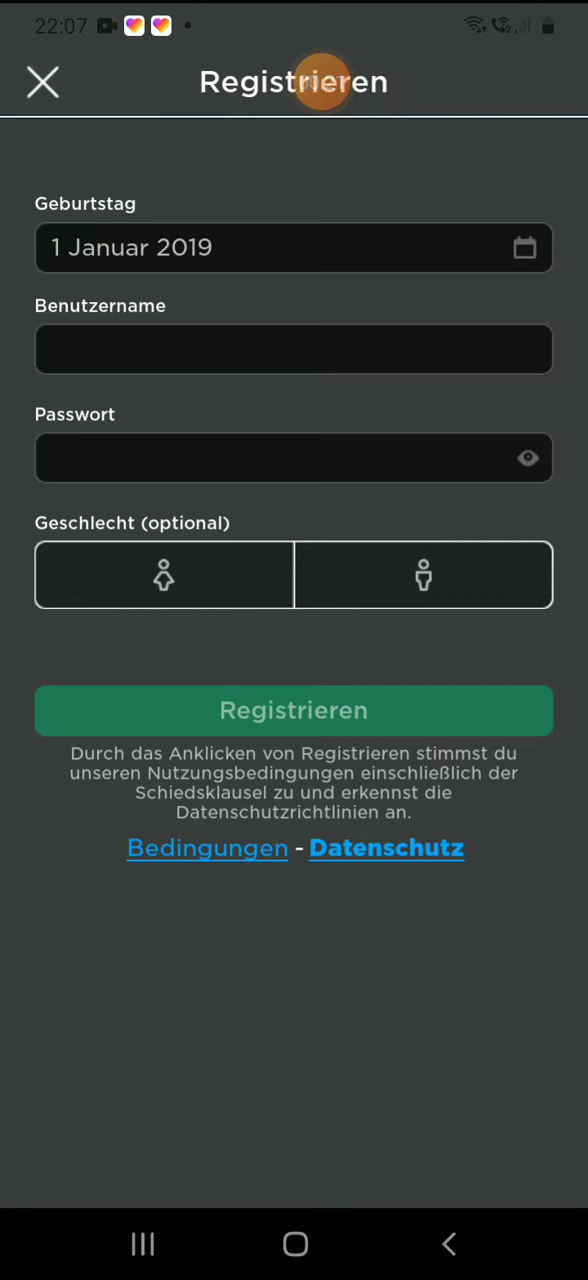 22:07
Registrieren
Geburtstag
1 Januar 2019
Benutzername
Passwort
Geschlecht (optional)
Registrieren
Durch das Anklicken von Registrieren stimmst du
unseren Nutzungsbedingungen einschließlich der
Schiedsklausel zu und erkennst die
Datenschutzrichtlinien an.
Bedingungen - Datenschutz